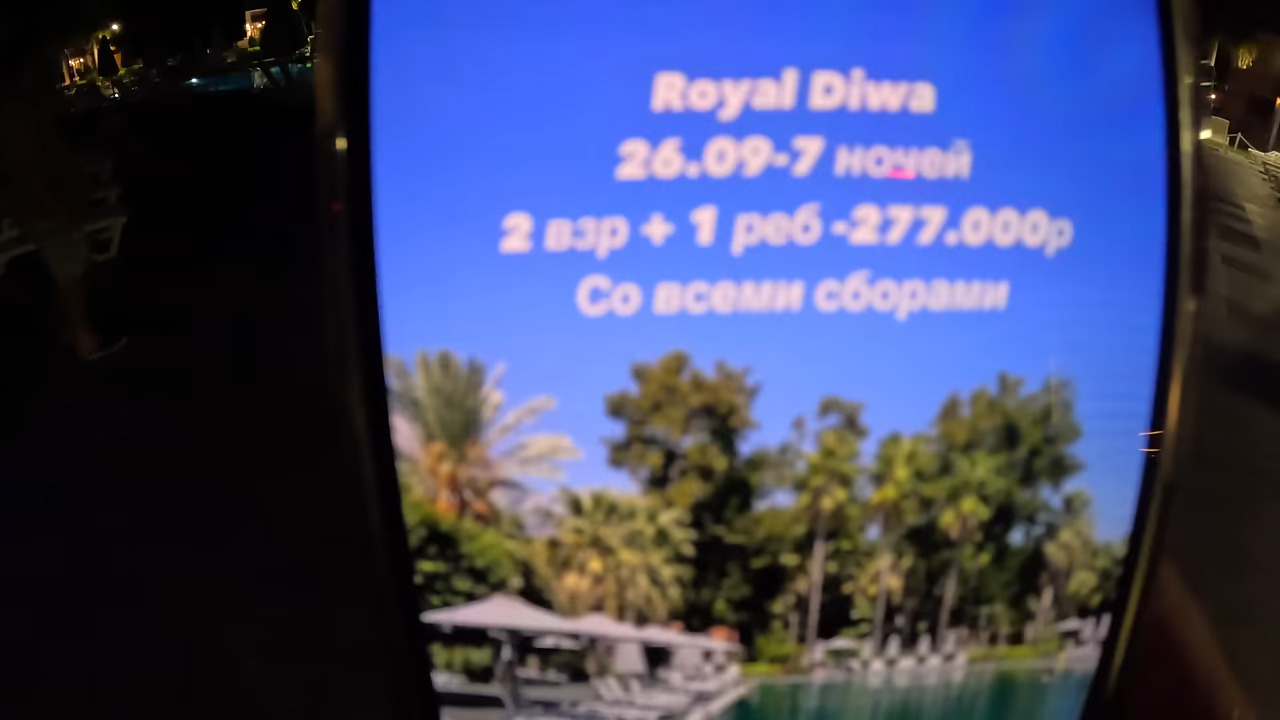 Royal Diwa
26.09-7 ночей
2 взр + 1 реб -277.000р
Со всеми сборами